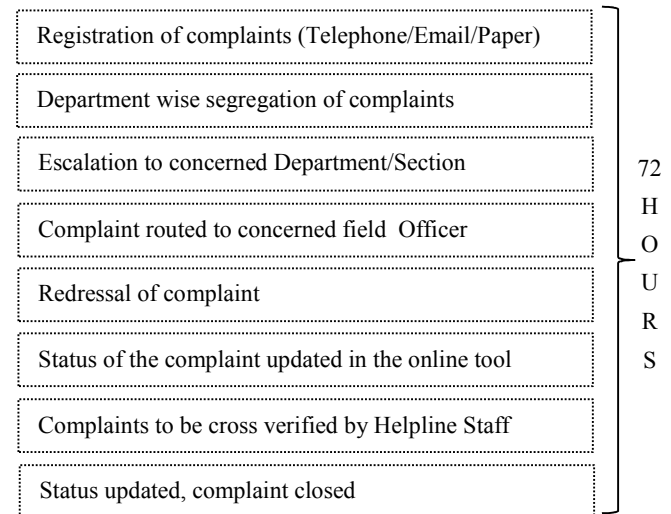 Registration of complaints (Telephone/Email/Paper)
Department wise segregation of complaints
Escalation to concerned Department/Section
Complaint routed to concerned field Officer
Redressal of complaint
Status of the complaint updated in the online tool
Complaints to be cross verified by Helpline Staff
Status updated, complaint closed
72
H
O
U
R
S